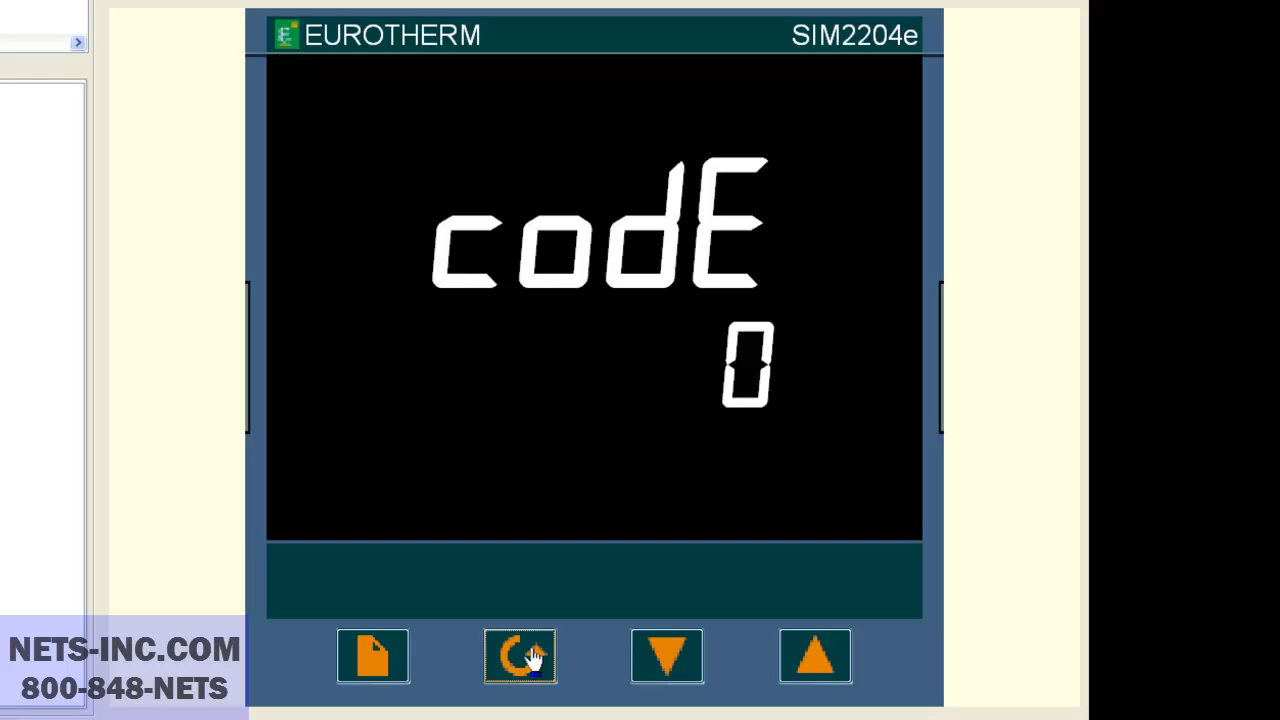 EUROTHERM SIM2204e
codE
0
NETS-INC.COM
800-848-NETS